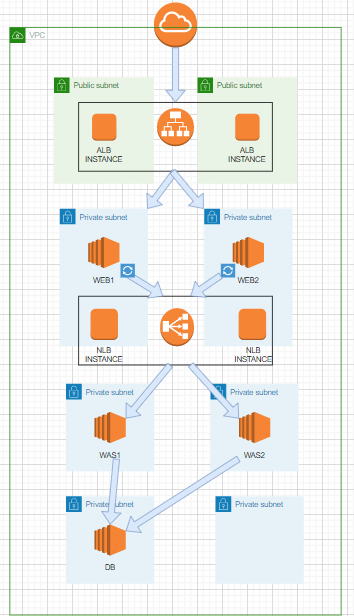 VPC
Public subnet
Public subnet
ALB
INSTANCE
ALB
INSTANCE
Private subnet
Private subnet
WEB1
WEB2
NLB
INSTANCE
NLB
INSTANCE
Private subnet
Private subnet
WAS1
WAS2
Private subnet
Private subnet
DB